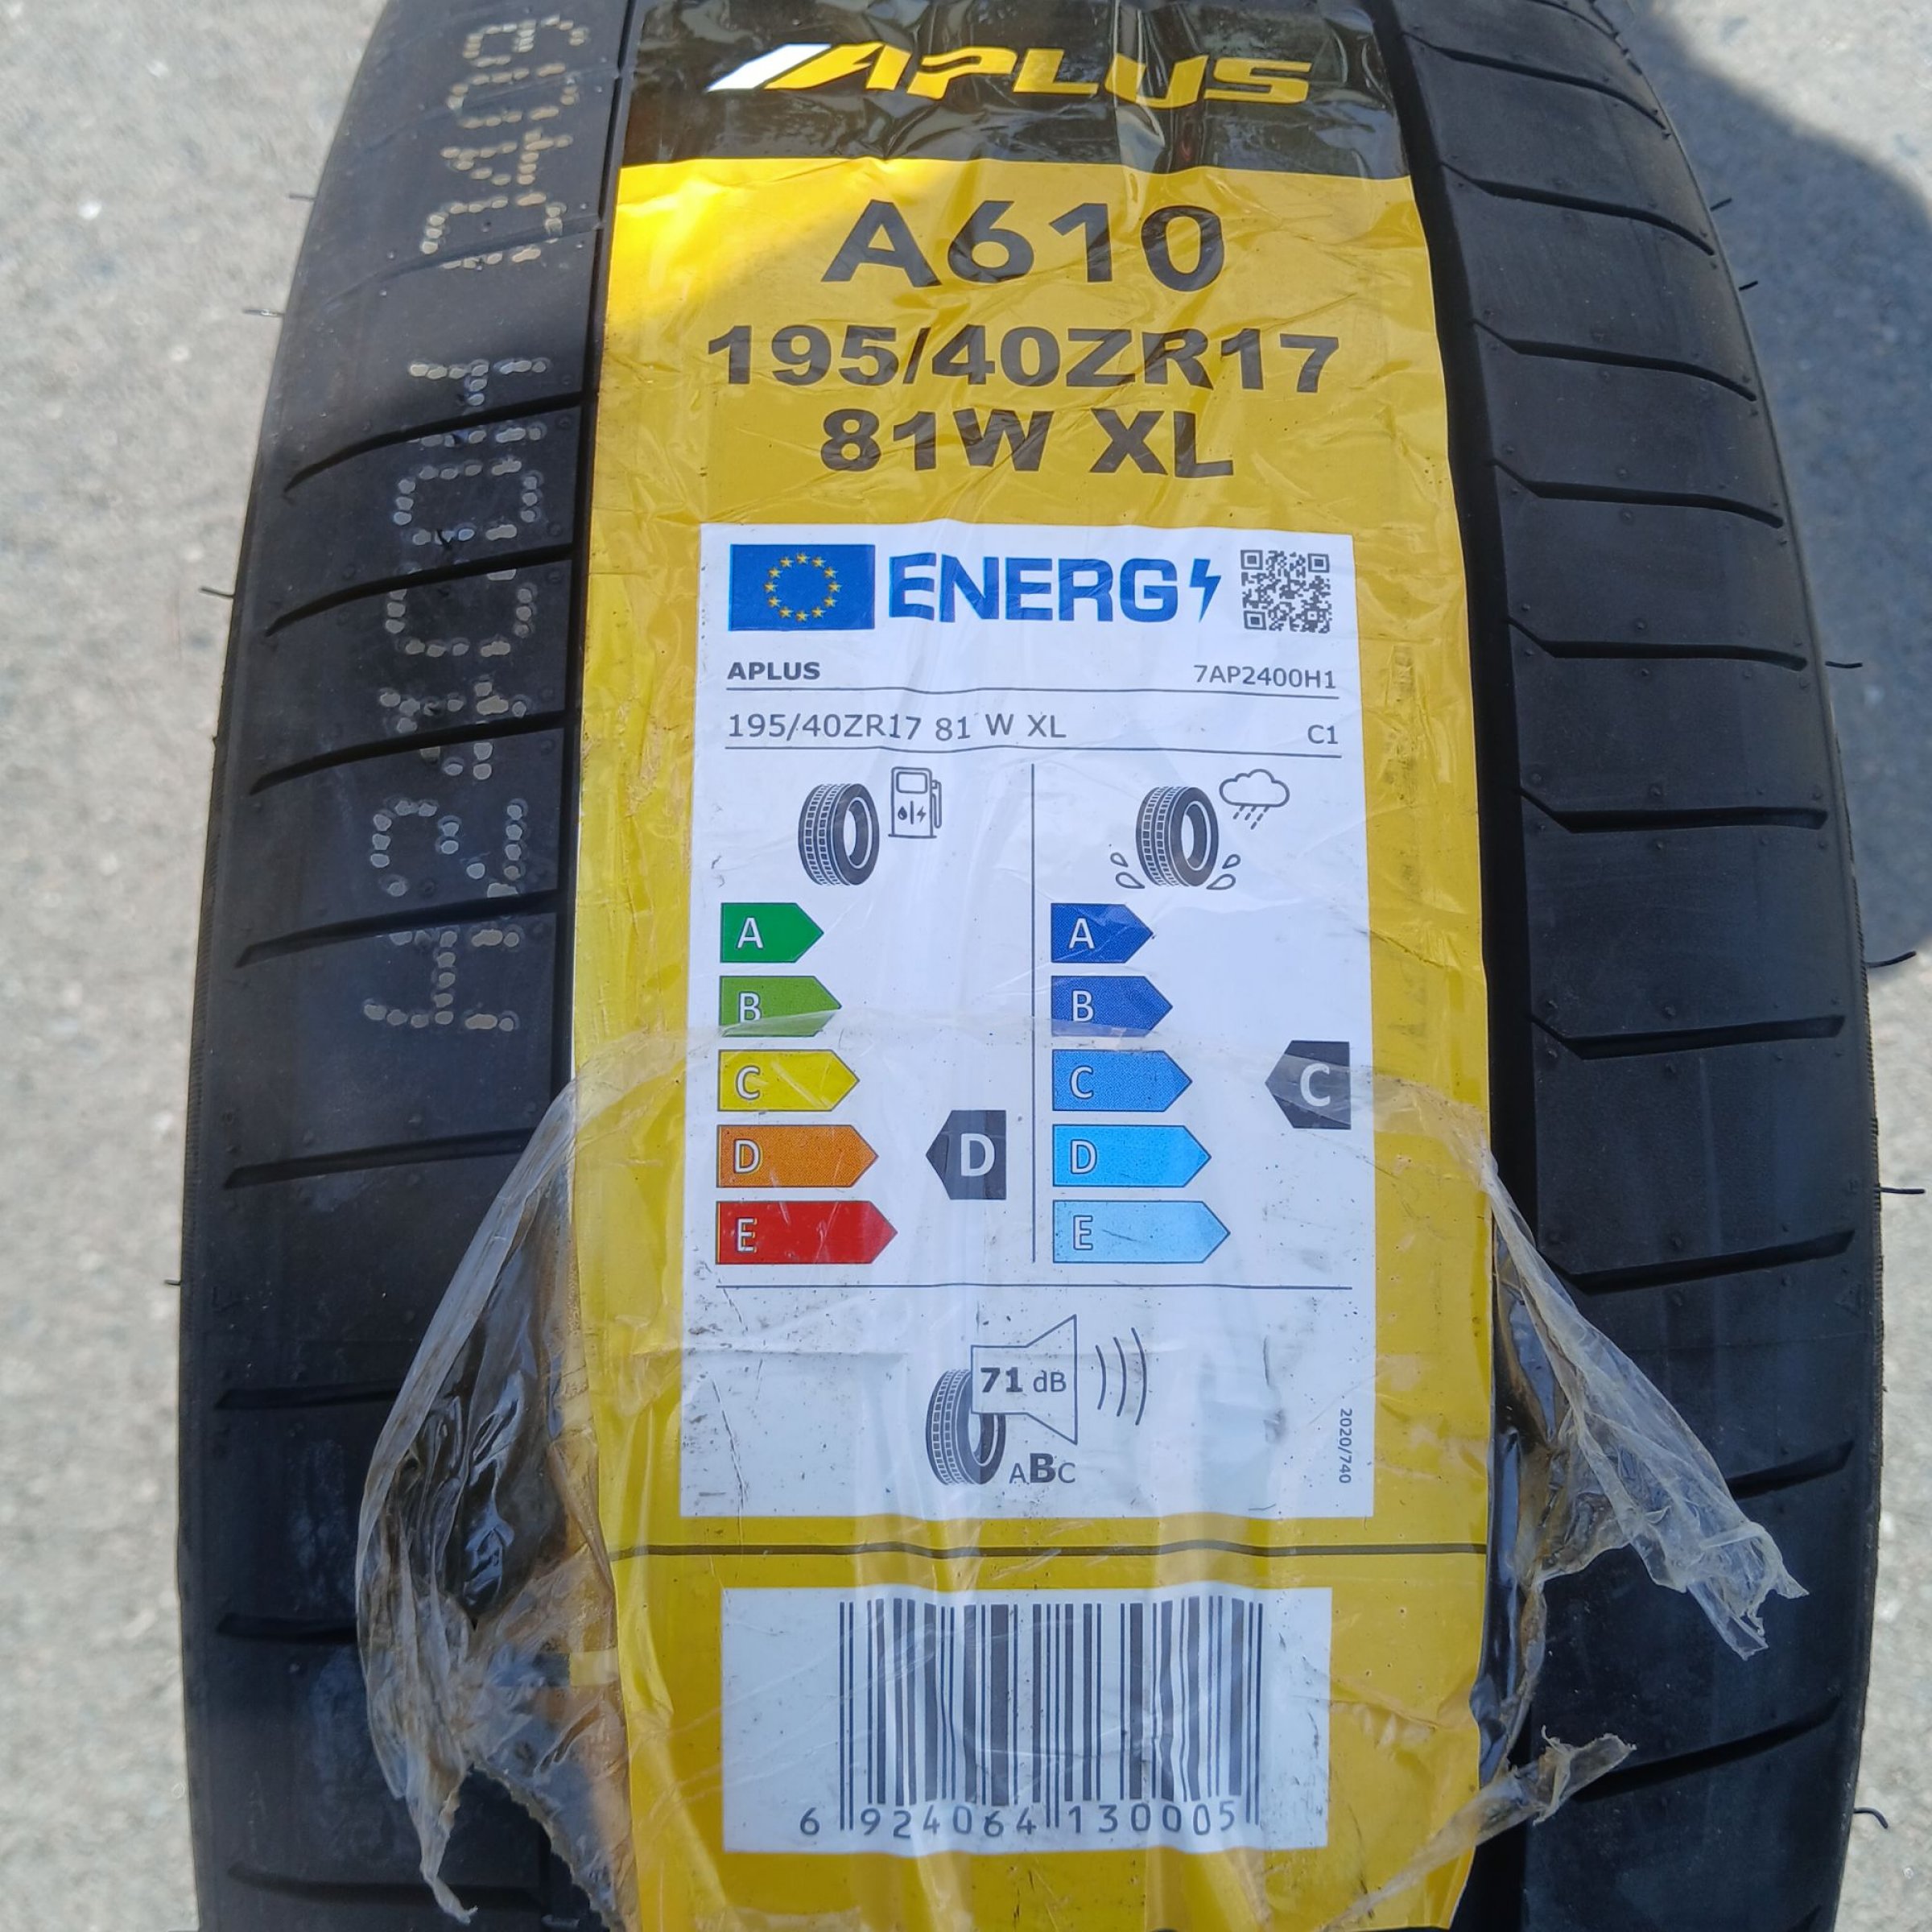 APLUS
A610
195/40ZR17
81W XL
ENERG
APLUS 7AP2400H1
195/40ZR17 81 W XL C1
A A
B B
C C C
D D D
E E
71 dB
ABC
2020/740
6 924064 130005